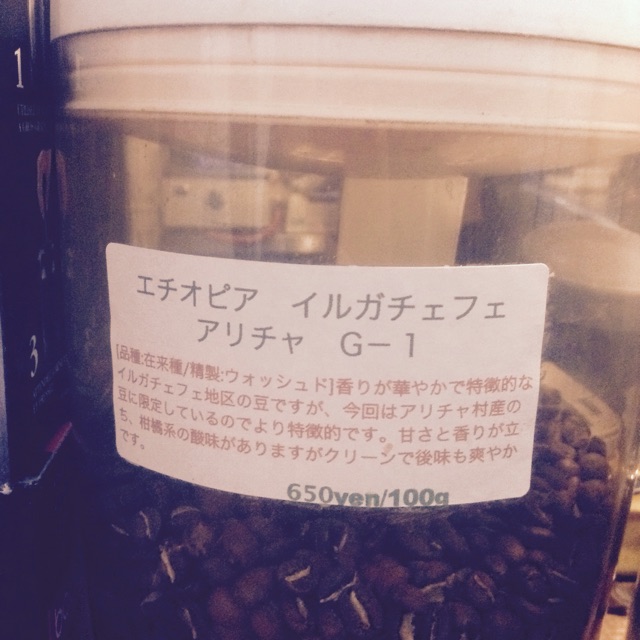 エチオピア イルガチェフェ
アリチャ G－1
[品種:在来種/精製:ウォッシュド]香りが華やかで特徴的な
イルガチェフェ地区の豆ですが、今回はアリチャ村産の
豆に限定しているのでより特徴的です。甘さと香りが立
ち、柑橘系の酸味がありますがクリーンで後味も爽やか
です。
650yen/100g
1
3